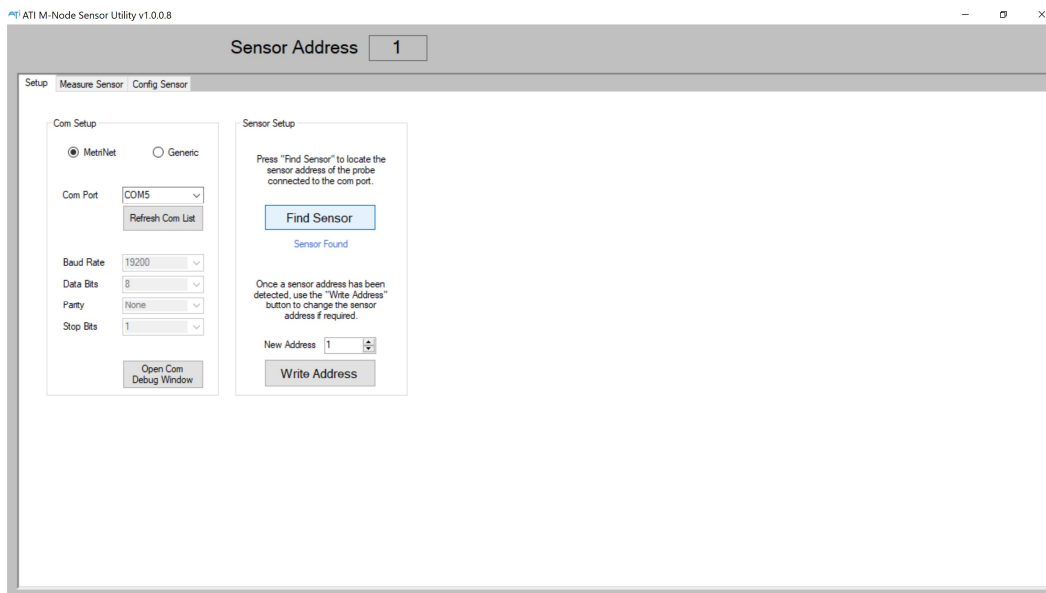 ATi ATI M-Node Sensor Utility v1.0.0.8
Sensor Address 1
Setup Measure Sensor Config Sensor
Com Setup
MetriNet Generic
Com Port COM5
Refresh Com List
Baud Rate 19200
Data Bits 8
Parity None
Stop Bits 1
Open Com
Debug Window
Sensor Setup
Press "Find Sensor" to locate the
sensor address of the probe
connected to the com port.
Find Sensor
Sensor Found
Once a sensor address has been
detected, use the "Write Address"
button to change the sensor
address if required.
New Address 1
Write Address